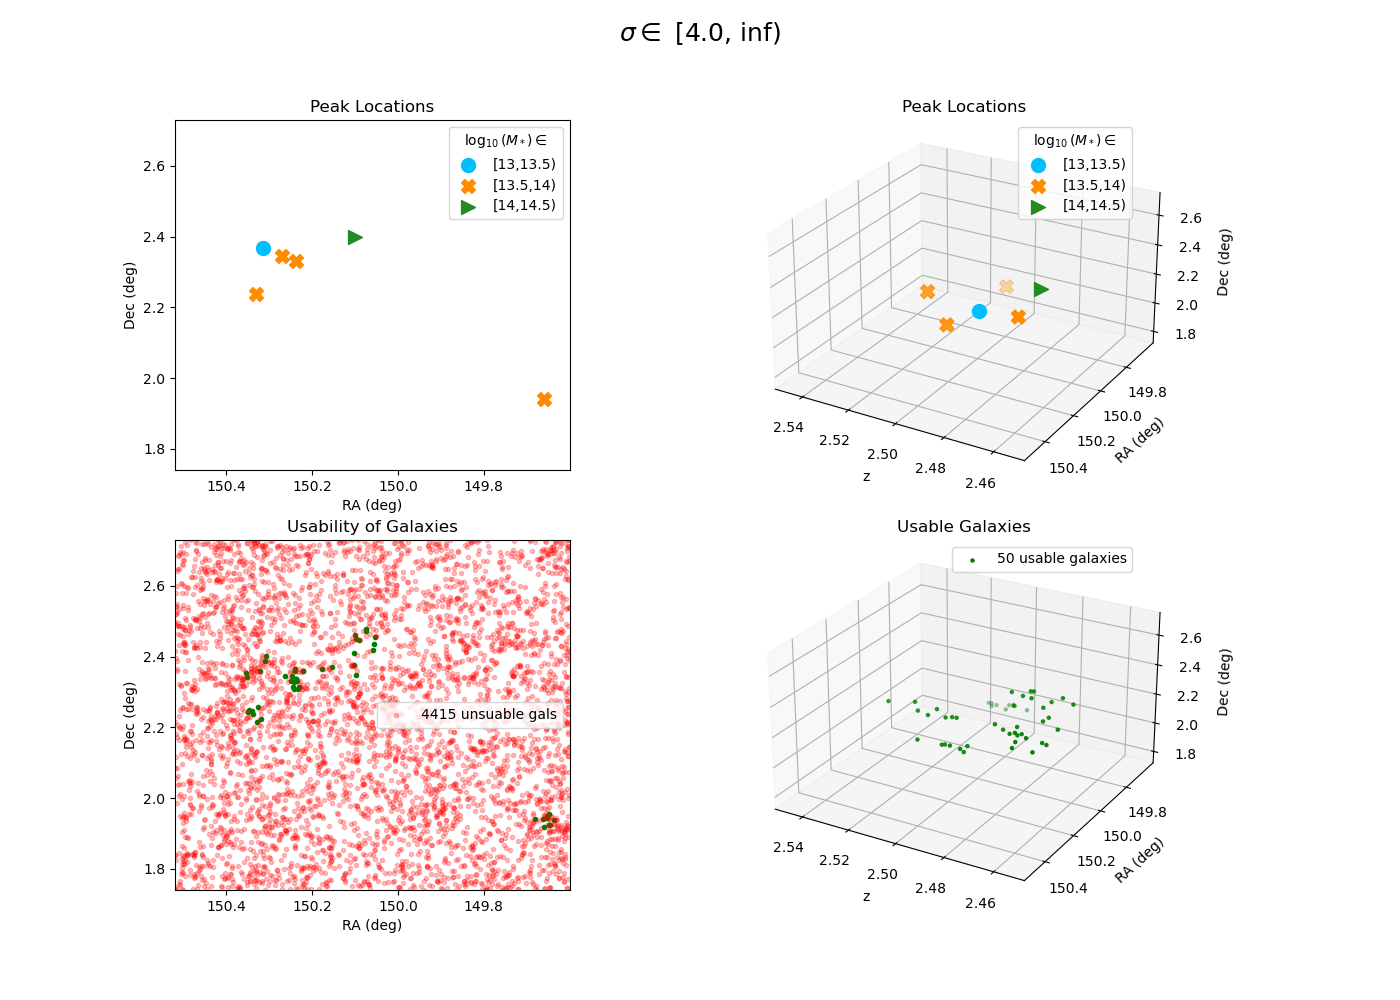 σ ∈ [4.0, inf)
Peak Locations
log₁₀(M*) ∈
[13,13.5)
[13.5,14)
[14,14.5)
2.6
2.4
2.2
2.0
1.8
Dec (deg)
150.4 150.2 150.0 149.8
RA (deg)
Peak Locations
log₁₀(M*) ∈
[13,13.5)
[13.5,14)
[14,14.5)
2.6
2.4
2.2
2.0
1.8
Dec (deg)
149.8
150.0
150.2
150.4
RA (deg)
2.54
2.52
2.50
2.48
2.46
z
Usability of Galaxies
4415 unsuable gals
2.6
2.4
2.2
2.0
1.8
Dec (deg)
150.4 150.2 150.0 149.8
RA (deg)
Usable Galaxies
50 usable galaxies
2.6
2.4
2.2
2.0
1.8
Dec (deg)
149.8
150.0
150.2
150.4
RA (deg)
2.54
2.52
2.50
2.48
2.46
z